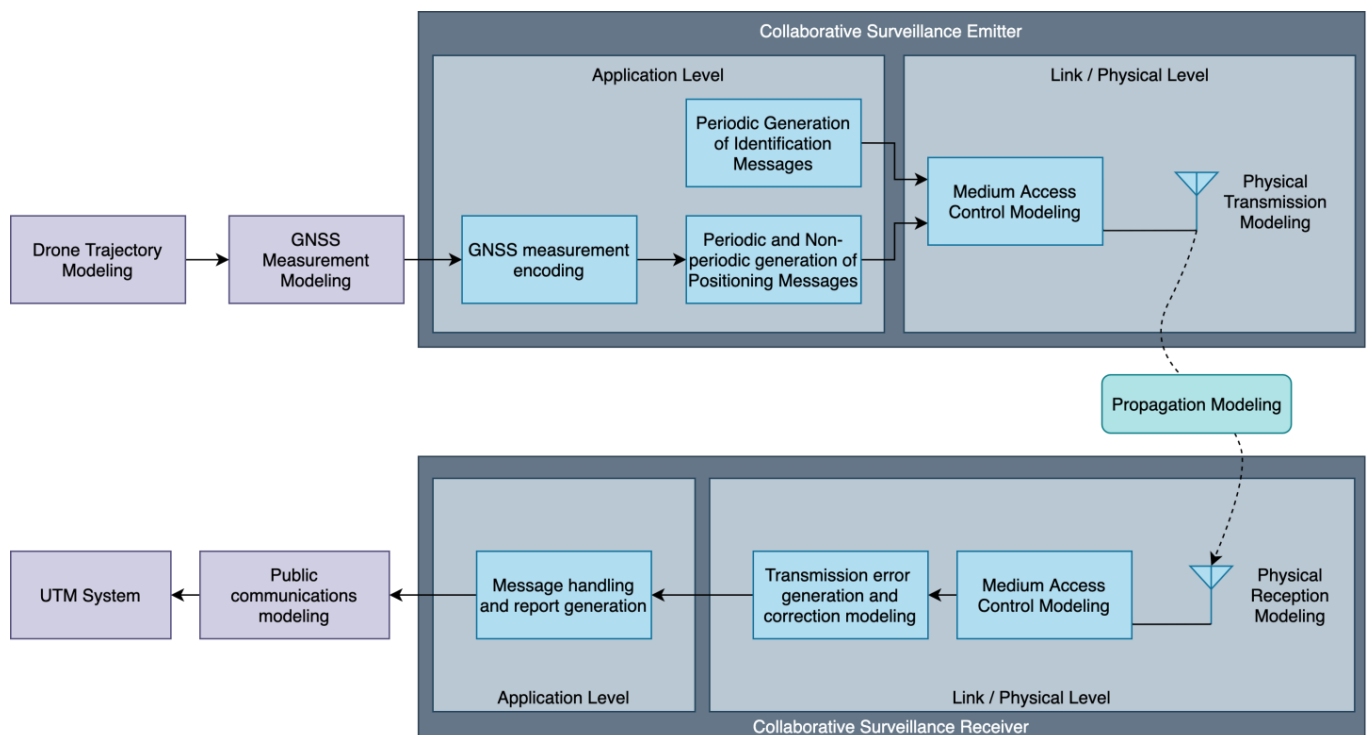 Collaborative Surveillance Emitter
Application Level
Link / Physical Level
Periodic Generation
of Identification
Messages
Medium Access
Control Modeling
Physical
Transmission
Modeling
Drone Trajectory
Modeling
GNSS
Measurement
Modeling
GNSS measurement
encoding
Periodic and Non-
periodic generation of
Positioning Messages
Propagation Modeling
UTM System
Public
communications
modeling
Message handling
and report generation
Transmission error
generation and
correction modeling
Medium Access
Control Modeling
Physical
Reception
Modeling
Application Level
Link / Physical Level
Collaborative Surveillance Receiver